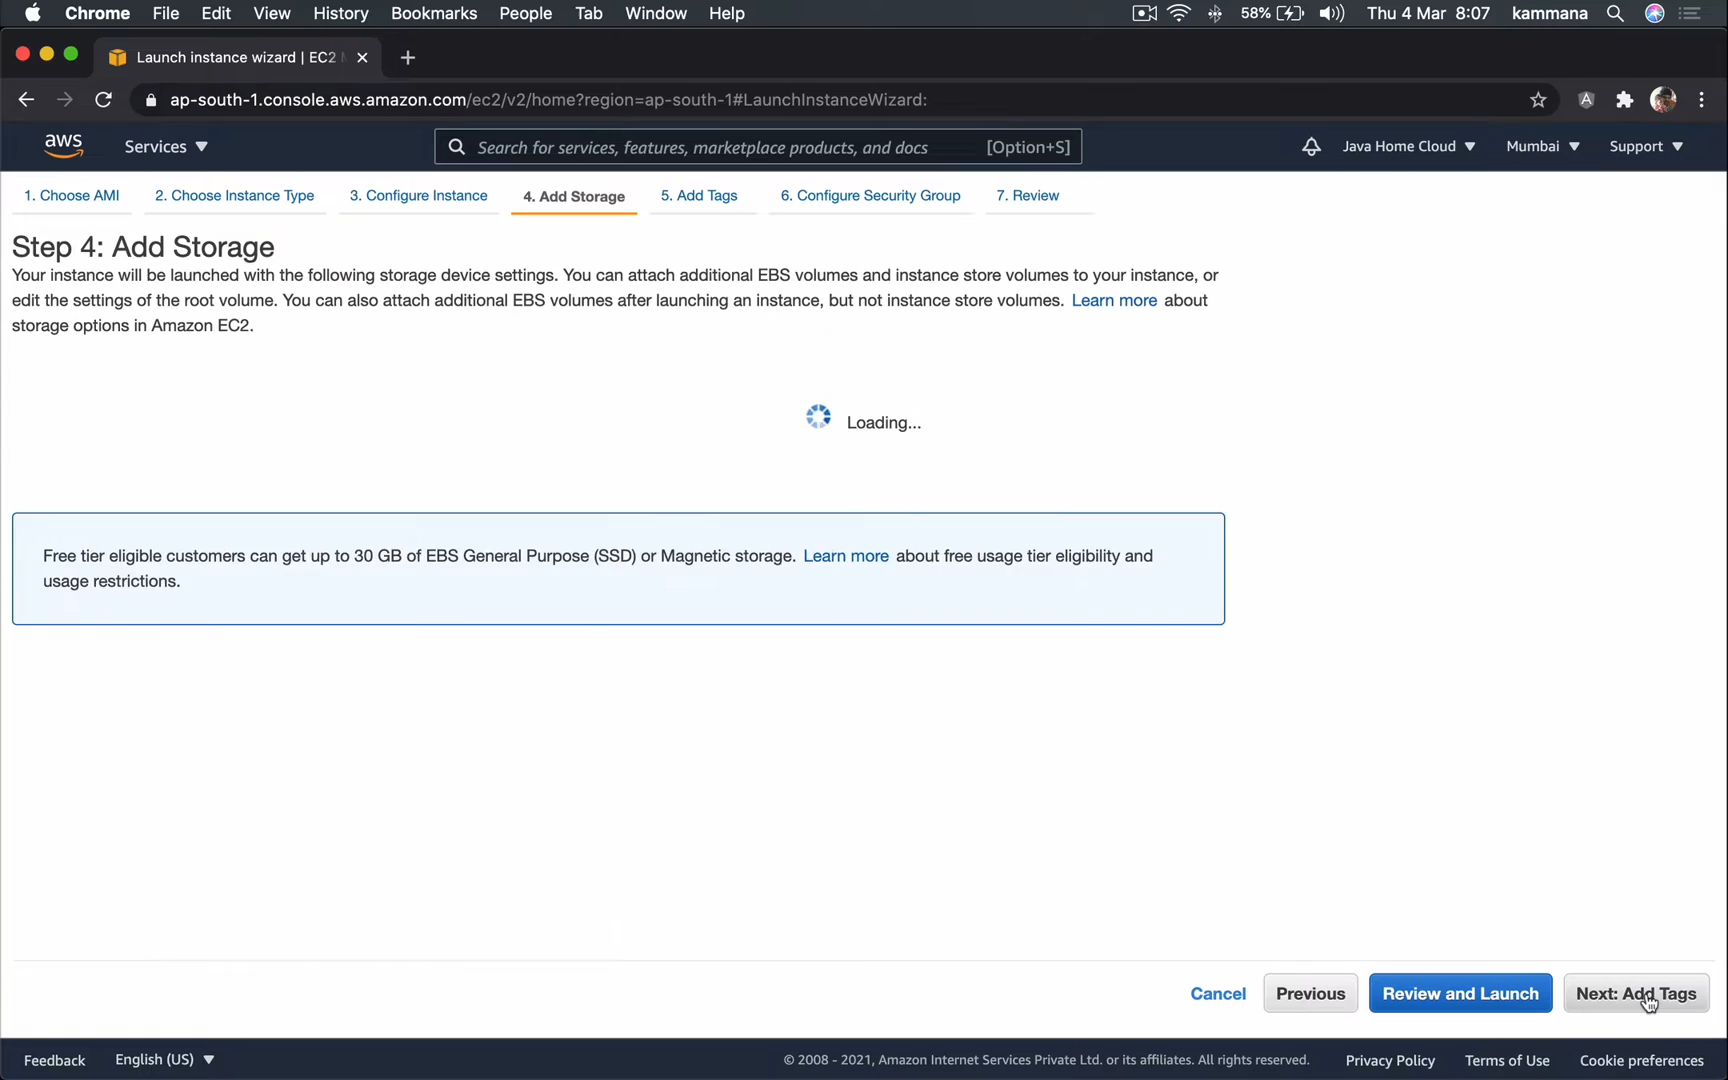 Chrome File Edit View History Bookmarks People Tab Window Help 58% Thu 4 Mar 8:07 kammana
Launch instance wizard | EC2
ap-south-1.console.aws.amazon.com/ec2/v2/home?region=ap-south-1#LaunchInstanceWizard:
aws Services Search for services, features, marketplace products, and docs [Option+S] Java Home Cloud Mumbai Support
1. Choose AMI 2. Choose Instance Type 3. Configure Instance 4. Add Storage 5. Add Tags 6. Configure Security Group 7. Review
Step 4: Add Storage
Your instance will be launched with the following storage device settings. You can attach additional EBS volumes and instance store volumes to your instance, or
edit the settings of the root volume. You can also attach additional EBS volumes after launching an instance, but not instance store volumes. Learn more about
storage options in Amazon EC2.
Loading...
Free tier eligible customers can get up to 30 GB of EBS General Purpose (SSD) or Magnetic storage. Learn more about free usage tier eligibility and
usage restrictions.
Cancel Previous Review and Launch Next: Add Tags
Feedback English (US) © 2008 - 2021, Amazon Internet Services Private Ltd. or its affiliates. All rights reserved. Privacy Policy Terms of Use Cookie preferences